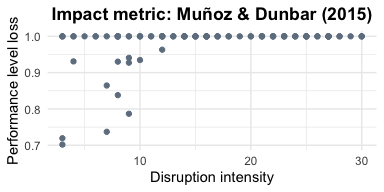 Impact metric: Muñoz & Dunbar (2015)
Performance level loss
1.0
0.9
0.8
0.7
10
20
30
Disruption intensity